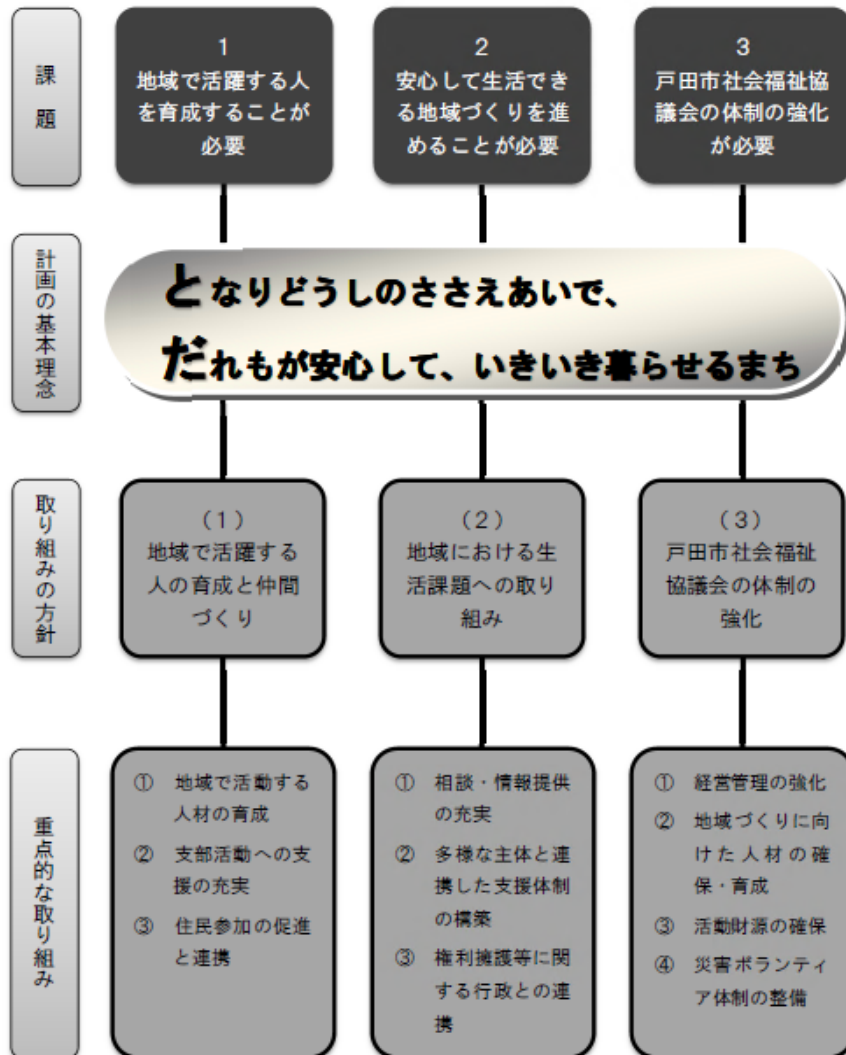 課題
1
地域で活躍する人
を育成することが
必要
2
安心して生活でき
る地域づくりを進
めることが必要
3
戸田市社会福祉協
議会の体制の強化
が必要
計画の基本理念
となりどうしのささえあいで、
だれもが安心して、いきいき暮らせるまち
取り組みの方針
（1）
地域で活躍する
人の育成と仲間
づくり
（2）
地域における生
活課題への取り
組み
（3）
戸田市社会福祉
協議会の体制の
強化
重点的な取り組み
① 地域で活動する
人材の育成
② 支部活動への支
援の充実
③ 住民参加の促進
と連携
① 相談・情報提供
の充実
② 多様な主体と連
携した支援体制
の構築
③ 権利擁護等に関
する行政との連
携
① 経営管理の強化
② 地域づくりに向
けた人材の確
保・育成
③ 活動財源の確保
④ 災害ボランティ
ア体制の整備